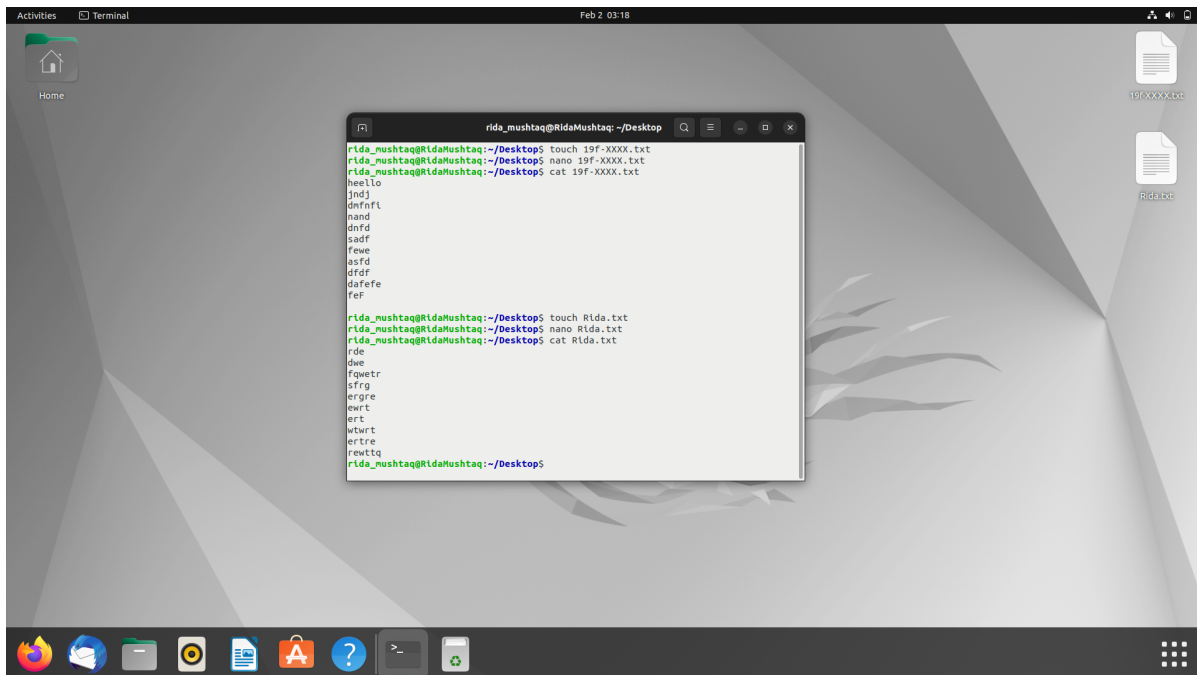 Activities Terminal Feb 2 03:18
Home
19f-XXXX.txt
Rida.txt
rida_mushtaq@RidaMushtaq: ~/Desktop
rida_mushtaq@RidaMushtaq:~/Desktop$ touch 19f-XXXX.txt
rida_mushtaq@RidaMushtaq:~/Desktop$ nano 19f-XXXX.txt
rida_mushtaq@RidaMushtaq:~/Desktop$ cat 19f-XXXX.txt
heello
jndj
dmfnfi
nand
dnfd
sadf
fewe
asfd
dfdf
dafefe
feF
rida_mushtaq@RidaMushtaq:~/Desktop$ touch Rida.txt
rida_mushtaq@RidaMushtaq:~/Desktop$ nano Rida.txt
rida_mushtaq@RidaMushtaq:~/Desktop$ cat Rida.txt
rde
dwe
fqwetr
sfrg
ergre
ewrt
ert
wtwrt
ertre
rewttq
rida_mushtaq@RidaMushtaq:~/Desktop$